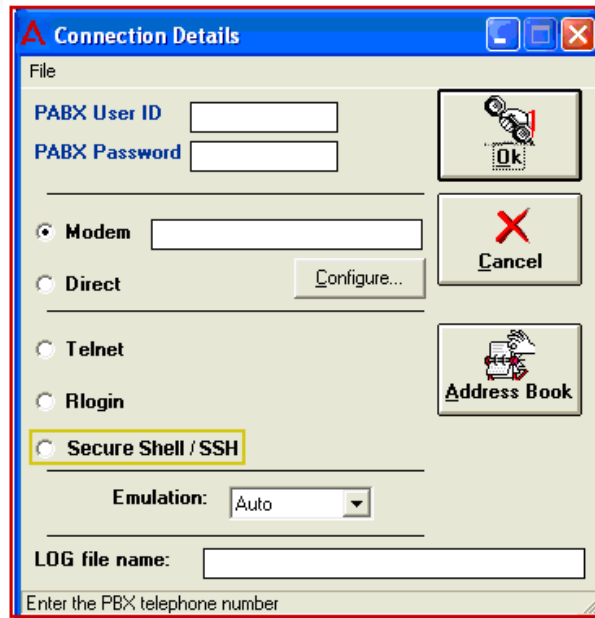 Connection Details
File
PABX User ID
PABX Password
Ok
Modem
Cancel
Direct
Configure...
Telnet
Address Book
Rlogin
Secure Shell / SSH
Emulation:
Auto
LOG file name:
Enter the PBX telephone number